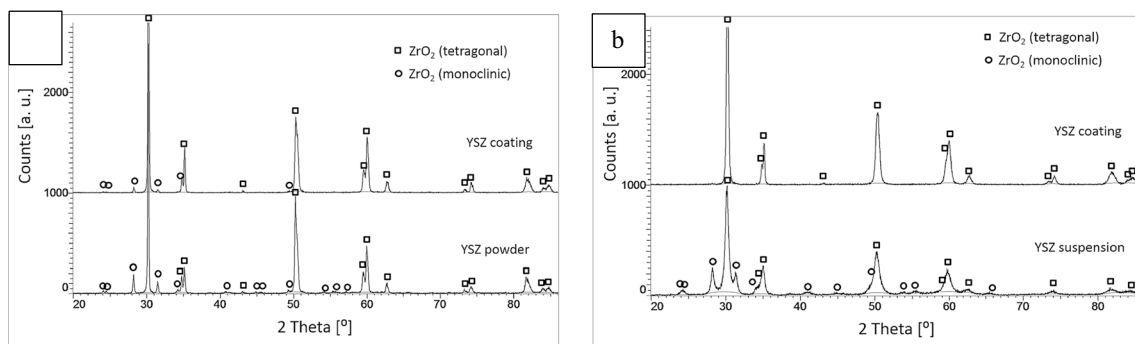 ZrO2 (tetragonal)
ZrO2 (monoclinic)
2000
YSZ coating
1000
YSZ powder
0
20 30 40 50 60 70 80
Counts [a. u.]
2 Theta [º]
b
ZrO2 (tetragonal)
ZrO2 (monoclinic)
2000
YSZ coating
1000
YSZ suspension
0
20 30 40 50 60 70 80
Counts [a. u.]
2 Theta [º]